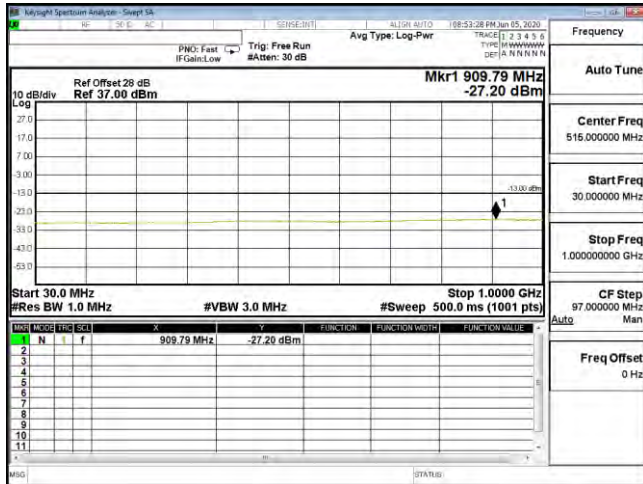 Keysight Spectrum Analyzer - Swept SA
RF 50 Ω AC SENSE:INT ALIGN AUTO 08:53:28 PM Jun 05, 2020
Frequency
Avg Type: Log-Pwr
TRACE 1 2 3 4 5 6
PNO: Fast Trig: Free Run
TYPE M WWWWW
IFGain:Low #Atten: 30 dB
DET A N N N N N
Auto Tune
Mkr1 909.79 MHz
Ref Offset 28 dB
10 dB/div Ref 37.00 dBm -27.20 dBm
Log
27.0
17.0
7.00
-3.00
-13.0
-13.00 dBm
1
-23.0
-33.0
-43.0
-53.0
Center Freq
515.000000 MHz
Start Freq
30.000000 MHz
Stop Freq
1.000000000 GHz
Start 30.0 MHz Stop 1.0000 GHz
#Res BW 1.0 MHz #VBW 3.0 MHz #Sweep 500.0 ms (1001 pts)
CF Step
97.000000 MHz
Auto Man
MKR MODE TRC SCL X Y FUNCTION FUNCTION WIDTH FUNCTION VALUE
1 N 1 f 909.79 MHz -27.20 dBm
2
3
4
5
6
7
8
9
10
11
Freq Offset
0 Hz
MSG STATUS